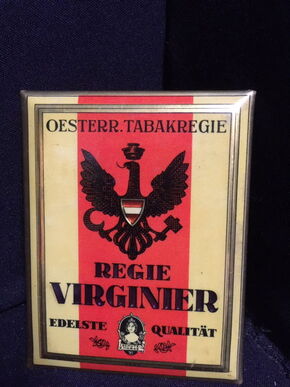 OESTERR. TABAKREGIE
REGIE
VIRGINIER
EDELSTE QUALITÄT